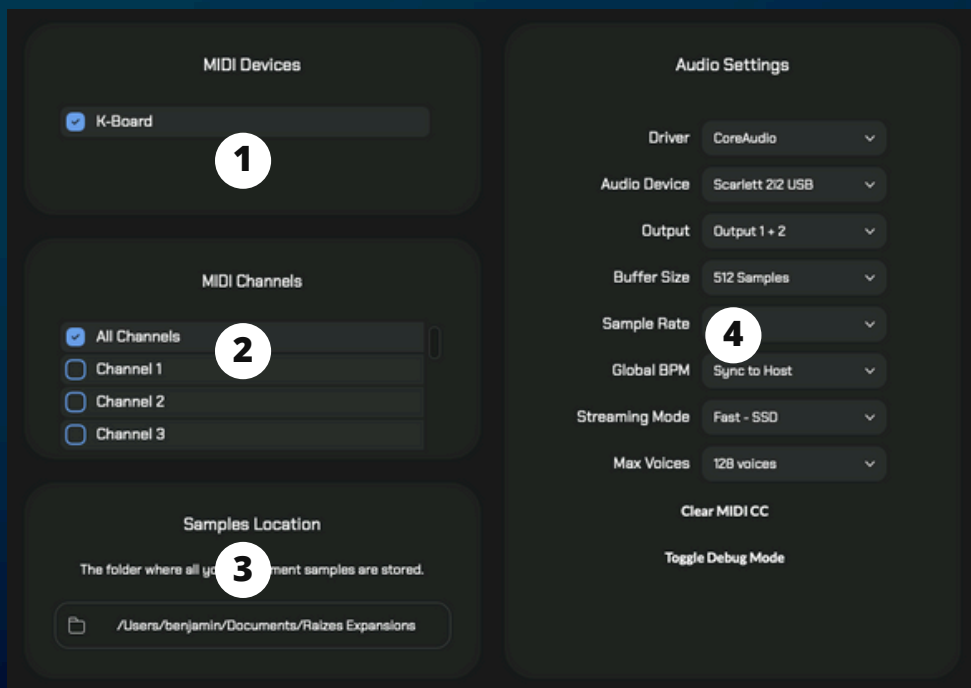 MIDI Devices
K-Board
1
MIDI Channels
All Channels
2
Channel 1
Channel 2
Channel 3
Samples Location
The folder where all ment samples are stored.
3
/Users/benjamin/Documents/Raizes Expansions
Audio Settings
Driver CoreAudio
Audio Device Scarlett 2i2 USB
Output Output 1 + 2
Buffer Size 512 Samples
Sample Rate
4
Global BPM Sync to Host
Streaming Mode Fast - SSD
Max Voices 128 voices
Clear MIDI CC
Toggle Debug Mode